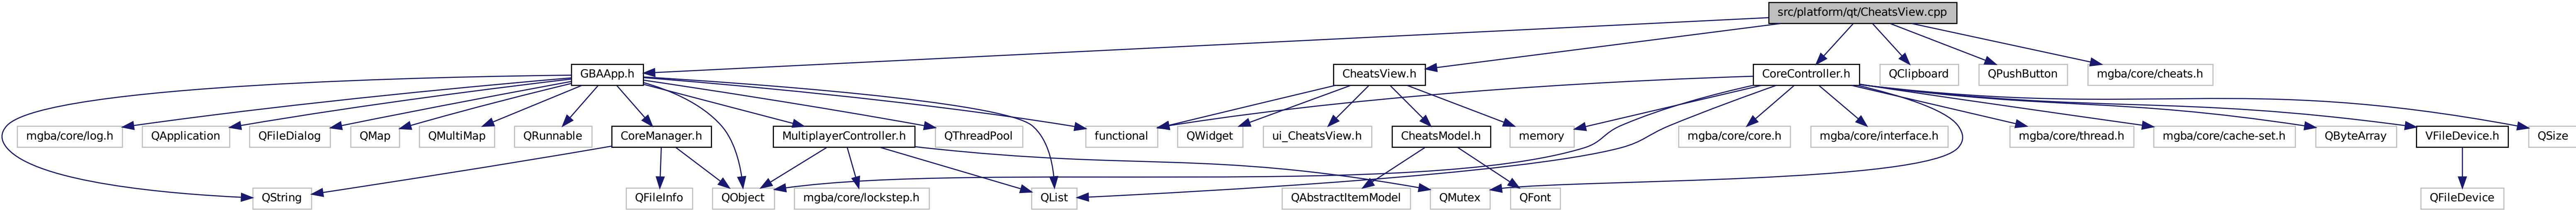 src/platform/qt/CheatsView.cpp
GBAApp.h
CheatsView.h
CoreController.h
QClipboard
QPushButton
mgba/core/cheats.h
mgba/core/log.h
QApplication
QFileDialog
QMap
QMultiMap
QRunnable
CoreManager.h
MultiplayerController.h
QThreadPool
functional
QWidget
ui_CheatsView.h
CheatsModel.h
memory
mgba/core/core.h
mgba/core/interface.h
mgba/core/thread.h
mgba/core/cache-set.h
QByteArray
VFileDevice.h
QSize
QString
QFileInfo
QObject
mgba/core/lockstep.h
QList
QAbstractItemModel
QMutex
QFont
QFileDevice